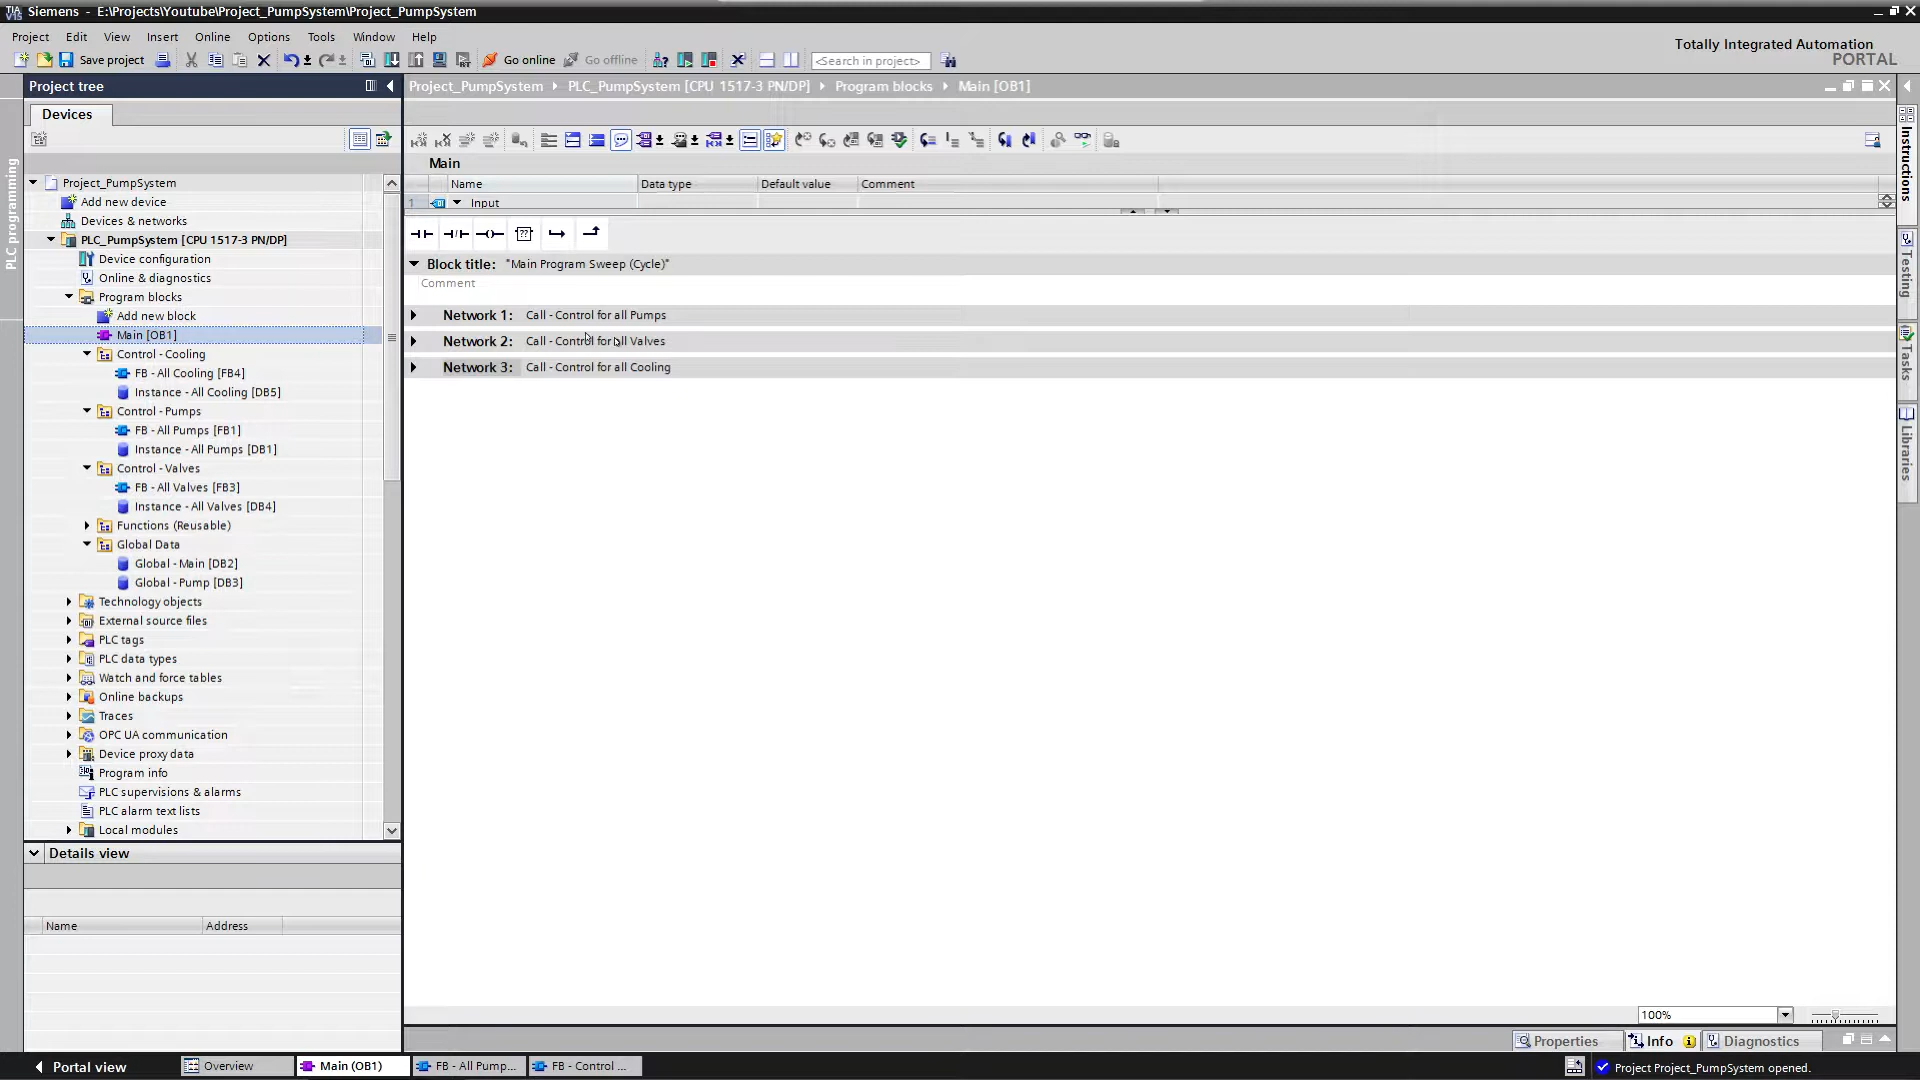 Siemens - E:\Projects\Youtube\Project_PumpSystem\Project_PumpSystem
Project Edit View Insert Online Options Tools Window Help
Totally Integrated Automation
PORTAL
Save project
Go online
Go offline
<Search in project>
Project tree
Project_PumpSystem
PLC_PumpSystem [CPU 1517-3 PN/DP]
Program blocks
Main [OB1]
Devices
PLC programming
Project_PumpSystem
Add new device
Devices & networks
PLC_PumpSystem [CPU 1517-3 PN/DP]
Device configuration
Online & diagnostics
Program blocks
Add new block
Main [OB1]
Control - Cooling
FB - All Cooling [FB4]
Instance - All Cooling [DB5]
Control - Pumps
FB - All Pumps [FB1]
Instance - All Pumps [DB1]
Control - Valves
FB - All Valves [FB3]
Instance - All Valves [DB4]
Functions (Reusable)
Global Data
Global - Main [DB2]
Global - Pump [DB3]
Technology objects
External source files
PLC tags
PLC data types
Watch and force tables
Online backups
Traces
OPC UA communication
Device proxy data
Program info
PLC supervisions & alarms
PLC alarm text lists
Local modules
Details view
Name Address
Main
Name Data type Default value Comment
1 Input
Block title: "Main Program Sweep (Cycle)"
Comment
Network 1: Call - Control for all Pumps
Network 2: Call - Control for all Valves
Network 3: Call - Control for all Cooling
100%
Instructions
Testing
Tasks
Libraries
Properties
Info
Diagnostics
Portal view
Overview
Main (OB1)
FB - All Pump...
FB - Control ...
Project Project_PumpSystem opened.